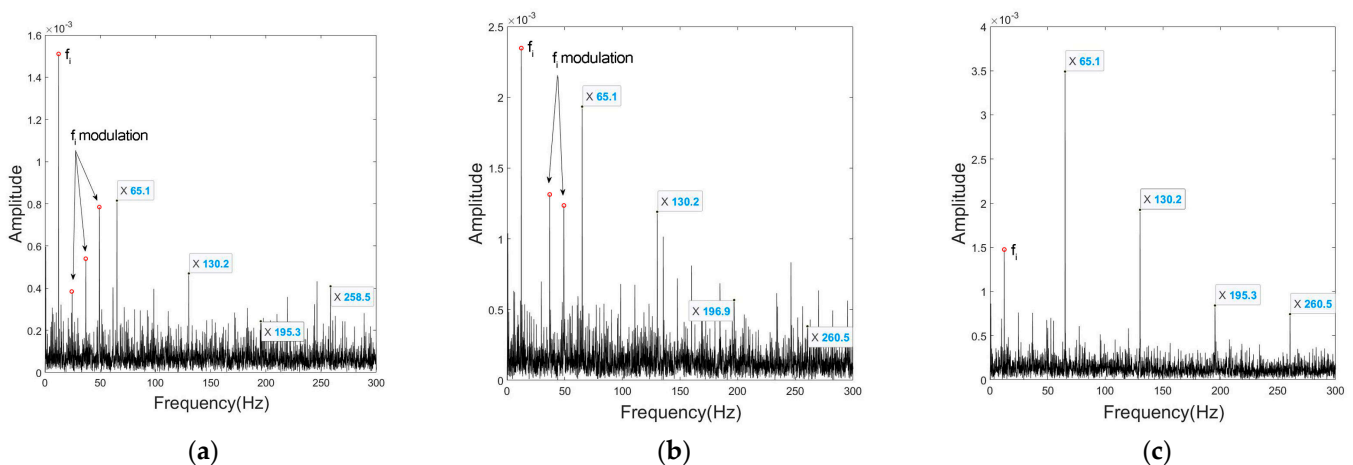 ×10⁻³
1.6
1.4
1.2
1
0.8
0.6
0.4
0.2
0
Amplitude
fᵢ
fᵢ modulation
X 65.1
X 130.2
X 195.3
X 258.5
0 50 100 150 200 250 300
Frequency(Hz)
(a)
×10⁻³
2.5
2
1.5
1
0.5
0
Amplitude
fᵢ
fᵢ modulation
X 65.1
X 130.2
X 196.9
X 260.5
0 50 100 150 200 250 300
Frequency(Hz)
(b)
×10⁻³
4
3.5
3
2.5
2
1.5
1
0.5
0
Amplitude
fᵢ
X 65.1
X 130.2
X 195.3
X 260.5
0 50 100 150 200 250 300
Frequency(Hz)
(c)